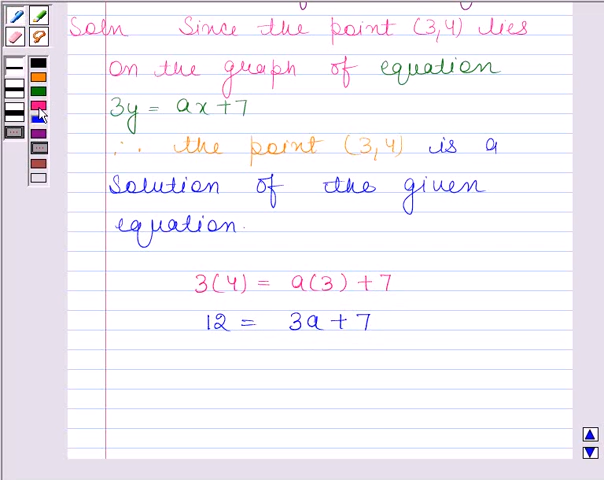 Soln Since the point (3,4) lies
on the graph of equation
3y = ax+7
∴ the point (3,4) is a
solution of the given
equation.
3(4) = a(3) + 7
12 = 3a + 7